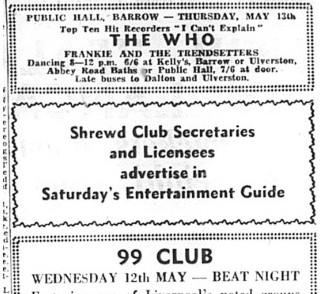 PUBLIC HALL, BARROW — THURSDAY, MAY 13th
Top Ten Hit Recorders "I Can't Explain"
THE WHO
FRANKIE AND THE TRENDSETTERS
Dancing 8—12 p.m. 6/6 at Kelly's, Barrow or Ulverston,
Abbey Road Baths or Public Hall, 7/6 at door.
Late buses to Dalton and Ulverston.
Shrewd Club Secretaries
and Licensees
advertise in
Saturday's Entertainment Guide
99 CLUB
WEDNESDAY 12th MAY — BEAT NIGHT